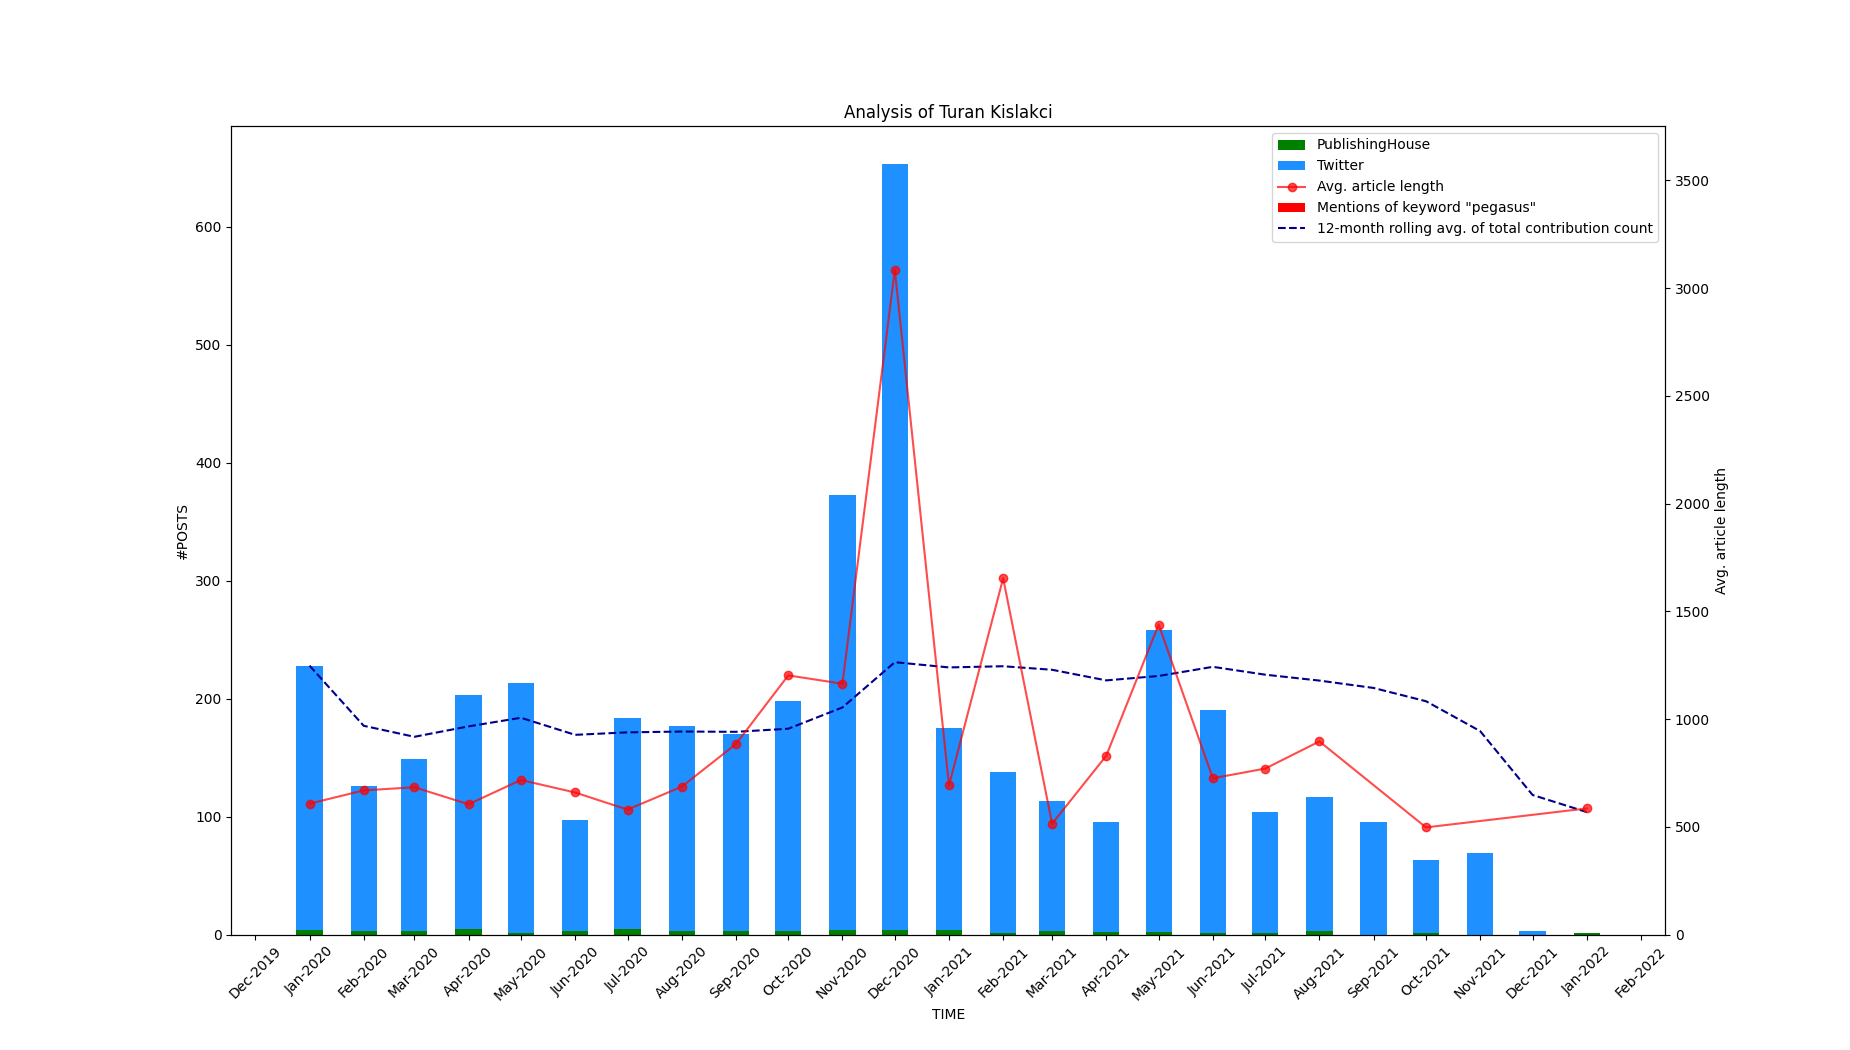 Analysis of Turan Kislakci
PublishingHouse
Twitter
Avg. article length
Mentions of keyword "pegasus"
12-month rolling avg. of total contribution count
600
500
400
300
200
100
0
#POSTS
3500
3000
2500
2000
1500
1000
500
0
Avg. article length
Dec-2019
Jan-2020
Feb-2020
Mar-2020
Apr-2020
May-2020
Jun-2020
Jul-2020
Aug-2020
Sep-2020
Oct-2020
Nov-2020
Dec-2020
Jan-2021
Feb-2021
Mar-2021
Apr-2021
May-2021
Jun-2021
Jul-2021
Aug-2021
Sep-2021
Oct-2021
Nov-2021
Dec-2021
Jan-2022
Feb-2022
TIME